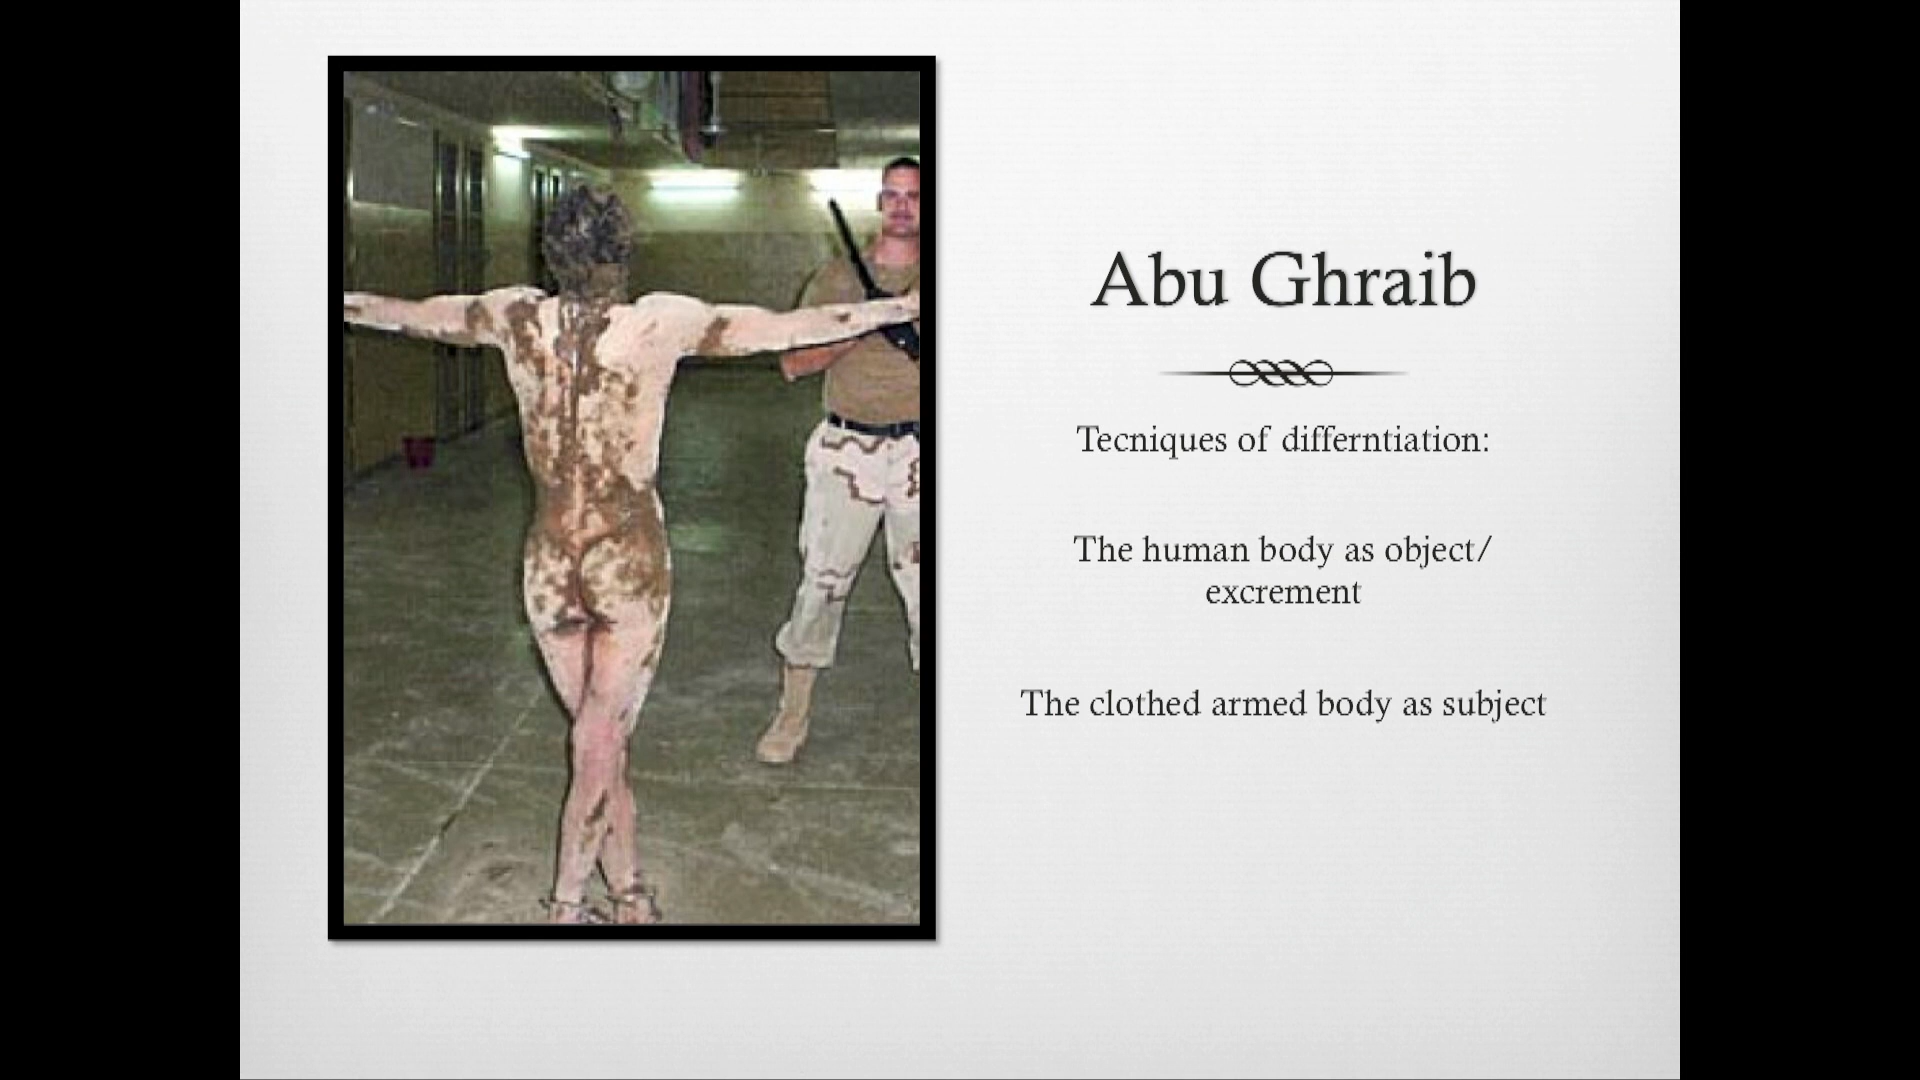 Abu Ghraib
Tecniques of differntiation:
The human body as object/
excrement
The clothed armed body as subject